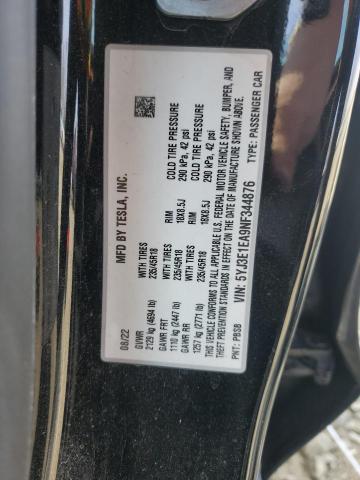 MFD BY TESLA, INC.
08/22
GVWR
2129 kg (4694 lb)
GAWR FRT WITH TIRES RIM COLD TIRE PRESSURE
1110 kg (2447 lb) 235/45R18 18X8.5J 290 kPa, 42 psi
GAWR RR WITH TIRES RIM COLD TIRE PRESSURE
1257 kg (2771 lb) 235/45R18 18X8.5J 290 kPa, 42 psi
THIS VEHICLE CONFORMS TO ALL APPLICABLE U.S. FEDERAL MOTOR VEHICLE SAFETY, BUMPER, AND
THEFT PREVENTION STANDARDS IN EFFECT ON THE DATE OF MANUFACTURE SHOWN ABOVE.
PNT: PBSB VIN: 5YJ3E1EA9NF344876 TYPE: PASSENGER CAR